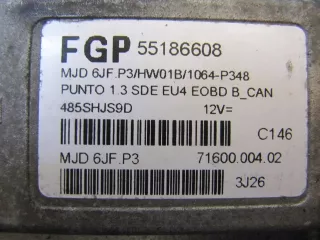 FGP 55186608
MJD 6JF.P3/HW01B/1064-P348
PUNTO 1.3 SDE EU4 EOBD B_CAN
485SHJS9D 12V=
C146
MJD 6JF.P3 71600.004.02
3J26